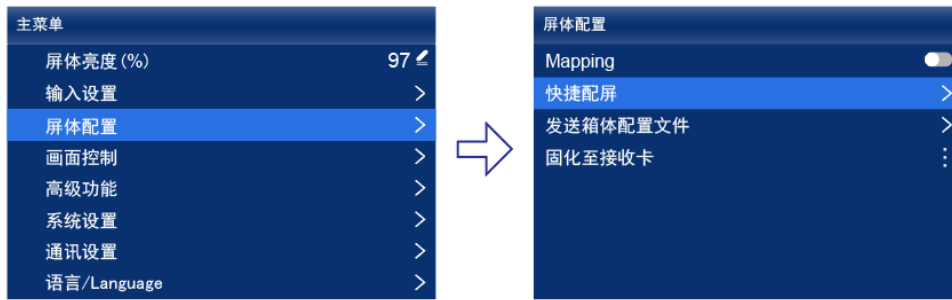 主菜单
屏体亮度(%) 97
输入设置
屏体配置
画面控制
高级功能
系统设置
通讯设置
语言/Language
屏体配置
Mapping
快捷配屏
发送箱体配置文件
固化至接收卡